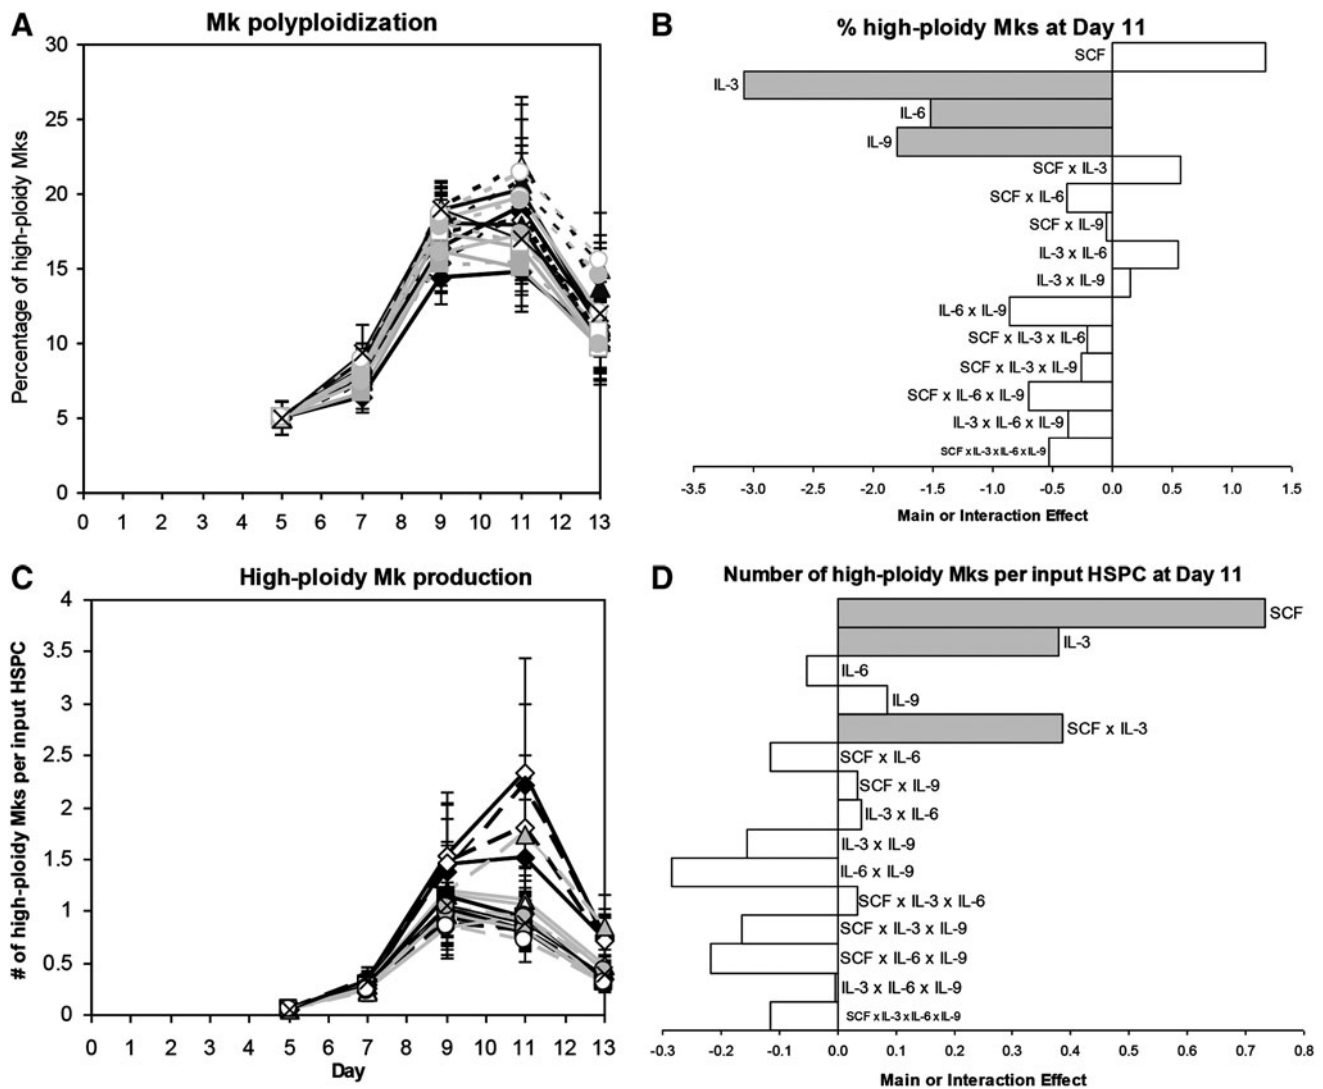 A
Mk polyploidization
30
25
20
15
10
5
0
Percentage of high-ploidy Mks
0 1 2 3 4 5 6 7 8 9 10 11 12 13
B
% high-ploidy Mks at Day 11
SCF
IL-3
IL-6
IL-9
SCF x IL-3
SCF x IL-6
SCF x IL-9
IL-3 x IL-6
IL-3 x IL-9
IL-6 x IL-9
SCF x IL-3 x IL-6
SCF x IL-3 x IL-9
SCF x IL-6 x IL-9
IL-3 x IL-6 x IL-9
SCF x IL-3 x IL-6 x IL-9
-3.5 -3.0 -2.5 -2.0 -1.5 -1.0 -0.5 0.0 0.5 1.0 1.5
Main or Interaction Effect
C
High-ploidy Mk production
4
3.5
3
2.5
2
1.5
1
0.5
0
# of high-ploidy Mks per input HSPC
0 1 2 3 4 5 6 7 8 9 10 11 12 13
Day
D
Number of high-ploidy Mks per input HSPC at Day 11
SCF
IL-3
IL-6
IL-9
SCF x IL-3
SCF x IL-6
SCF x IL-9
IL-3 x IL-6
IL-3 x IL-9
IL-6 x IL-9
SCF x IL-3 x IL-6
SCF x IL-3 x IL-9
SCF x IL-6 x IL-9
IL-3 x IL-6 x IL-9
SCF x IL-3 x IL-6 x IL-9
-0.3 -0.2 -0.1 0.0 0.1 0.2 0.3 0.4 0.5 0.6 0.7 0.8
Main or Interaction Effect